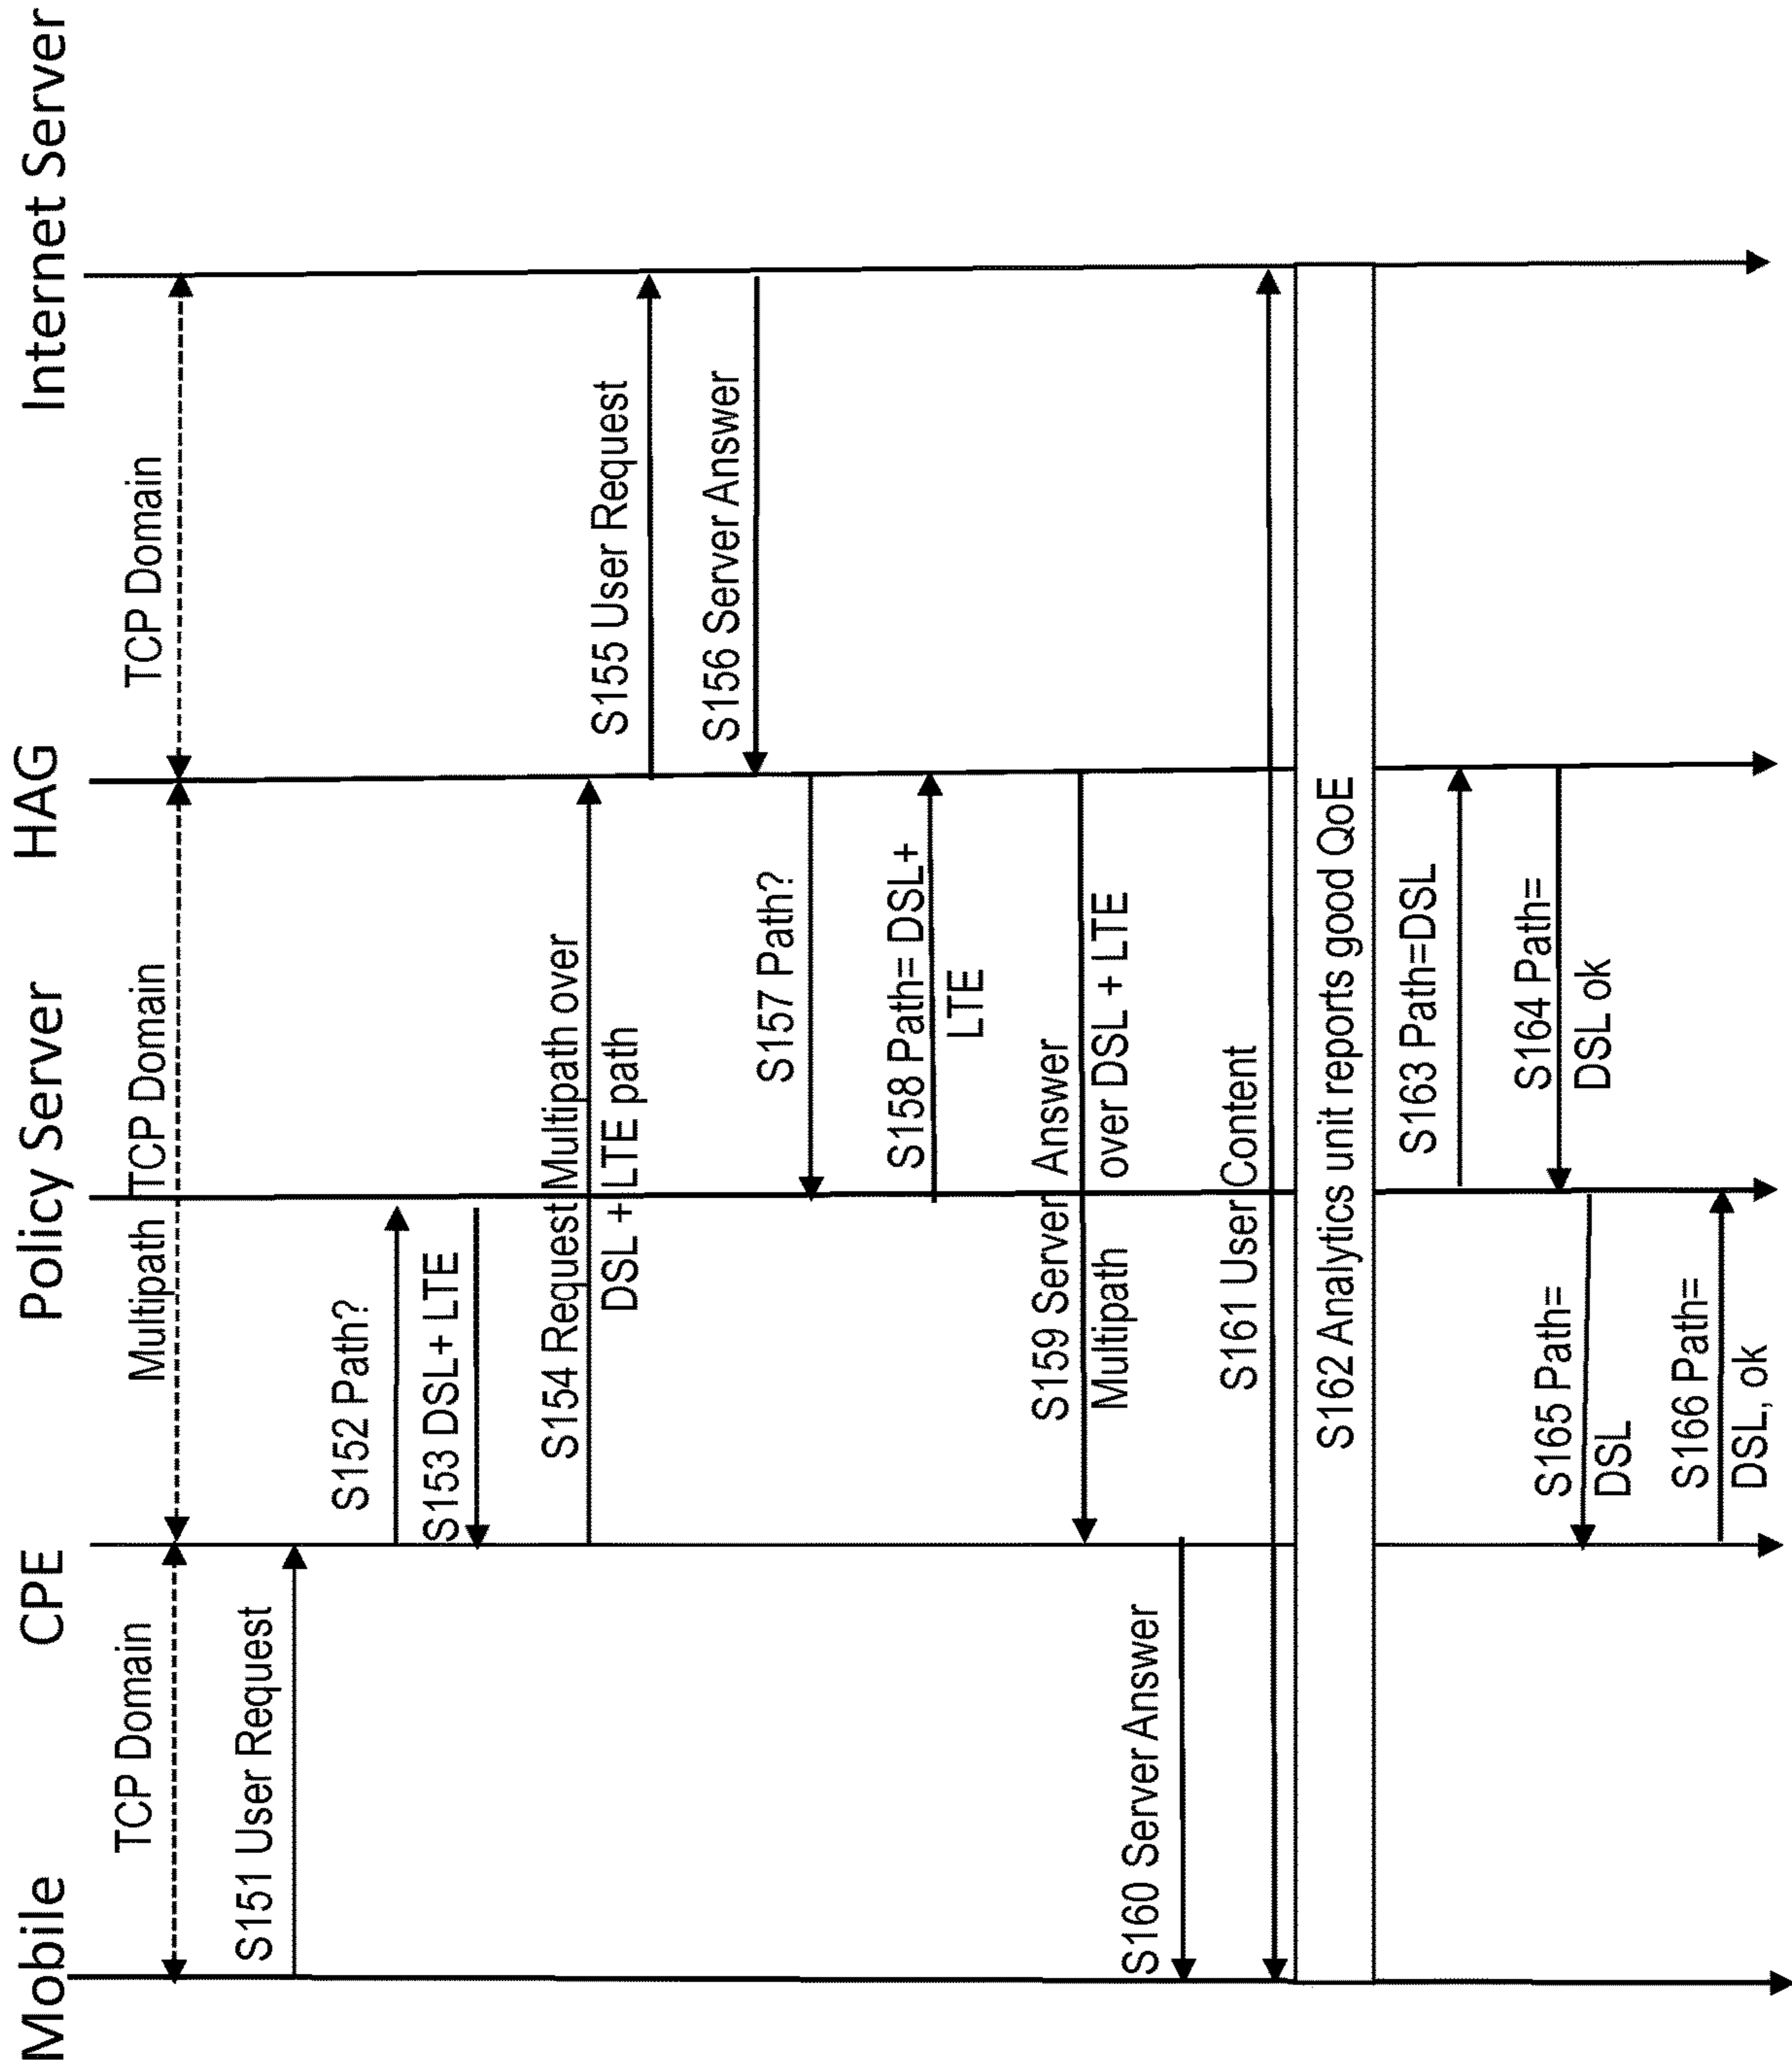 Mobile
CPE
Policy Server
HAG
Internet Server
TCP Domain
Multipath TCP Domain
TCP Domain
S151 User Request
S152 Path?
S153 DSL+ LTE
S154 Request Multipath over
DSL + LTE path
S155 User Request
S156 Server Answer
S157 Path?
S158 Path= DSL+
LTE
S159 Server Answer
Multipath over DSL + LTE
S160 Server Answer
S161 User Content
S162 Analytics unit reports good QoE
S163 Path=DSL
S164 Path=
DSL ok
S165 Path=
DSL
S166 Path=
DSL, ok